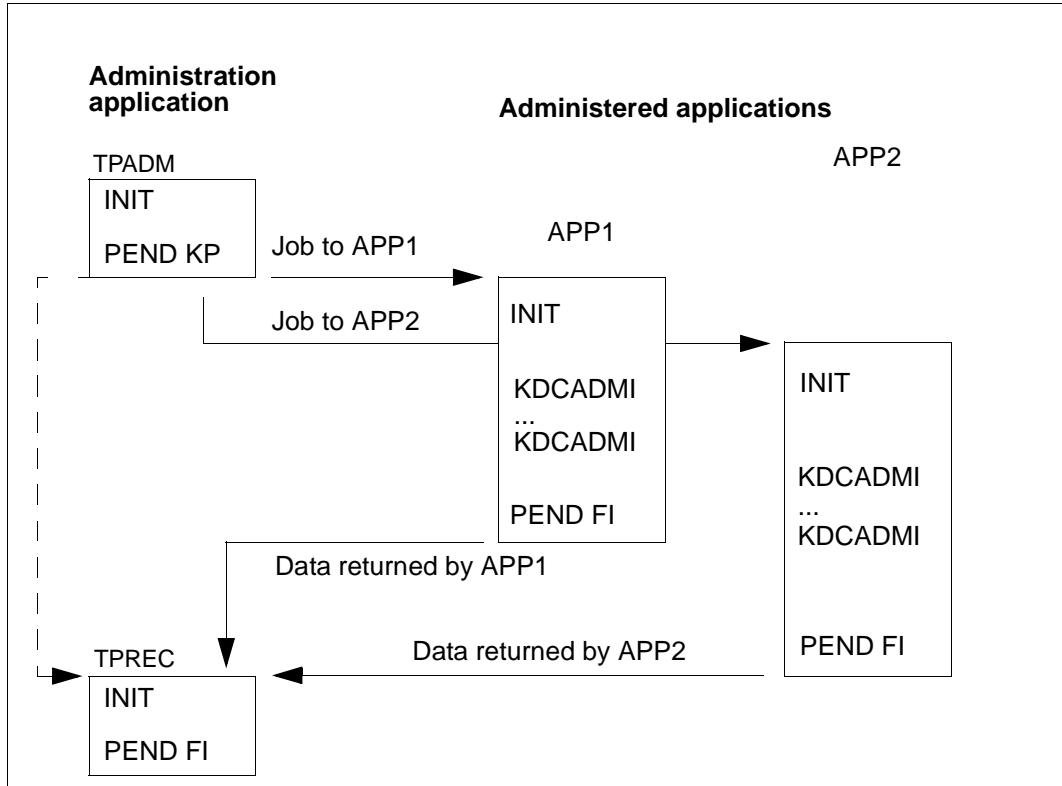 Administration
application
Administered applications
APP2
TPADM
INIT
PEND KP
Job to APP1
APP1
Job to APP2
INIT
KDCADMI
...
KDCADMI
PEND FI
INIT
KDCADMI
...
KDCADMI
PEND FI
Data returned by APP1
Data returned by APP2
TPREC
INIT
PEND FI